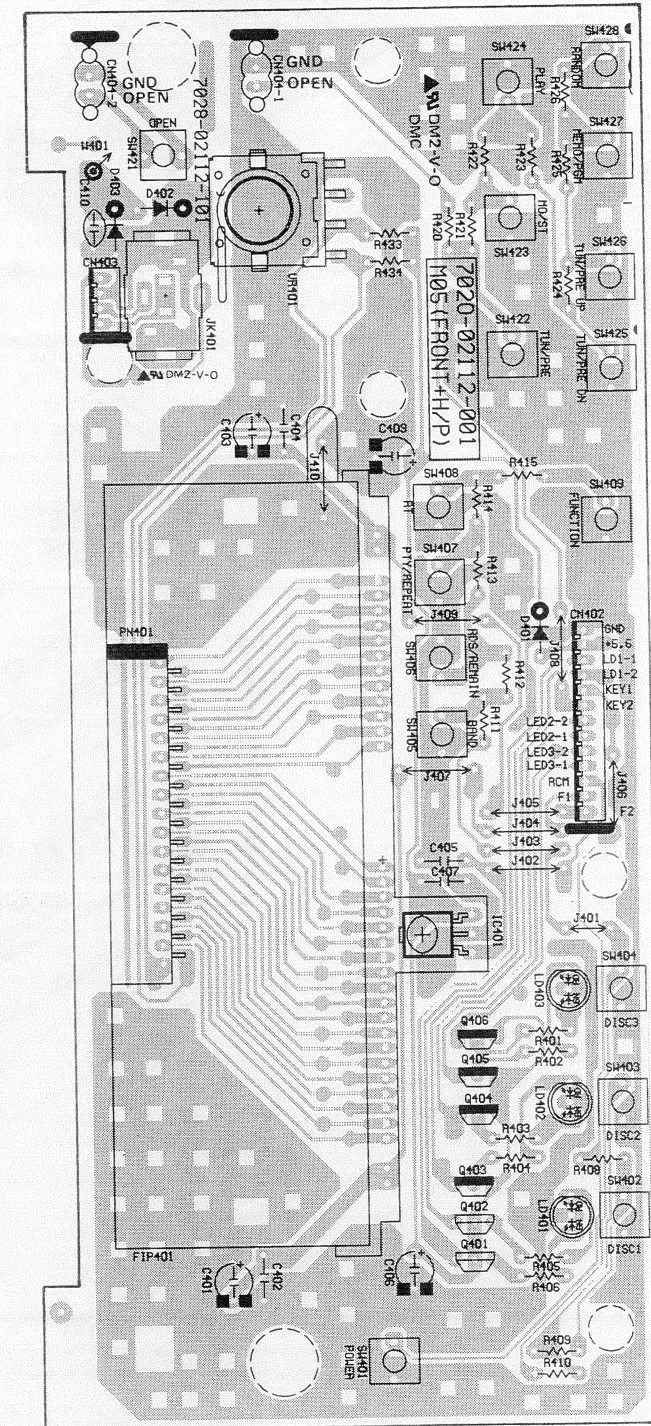 CN404-2
GND
OPEN
CN404-1
GND
OPEN
7028-02112-101
OPEN
SW421
W401
C410
D403
D402
CN403
JK401
DM2-V-0
VR401
R433
R434
DM2-V-0
DMC
SW424
PLAY
SW428
RANDOM
R426
SW427
MEMO/PGM
R422
R423
R425
R420
R421
MO/ST
SW423
SW426
TUN/PRE UP
R424
7020-02112-001
M05(FRONT+H/P)
SW422
TUN/PRE
SW425
TUN/PRE DN
C403
C404
J410
C409
SW408
RT
R414
R415
SW409
FUNCTION
SW407
PTY/REPEAT
R413
J409
SW406
RDS/REMAIN
R412
D401
J408
CN402
GND
+5.6
LD1-1
LD1-2
KEY1
KEY2
LED2-2
LED2-1
LED3-2
LED3-1
RCM
F1
F2
PN401
SW405
BAND
R411
J407
J406
J405
J404
J403
J402
C405
C407
IC401
J401
SW404
LD403
DISC3
Q406
R401
R402
Q405
Q404
SW403
LD402
DISC2
R403
R404
R408
Q403
SW402
Q402
LD401
DISC1
Q401
R405
R406
FIP401
C401
C402
C406
SW401
POWER
R409
R410